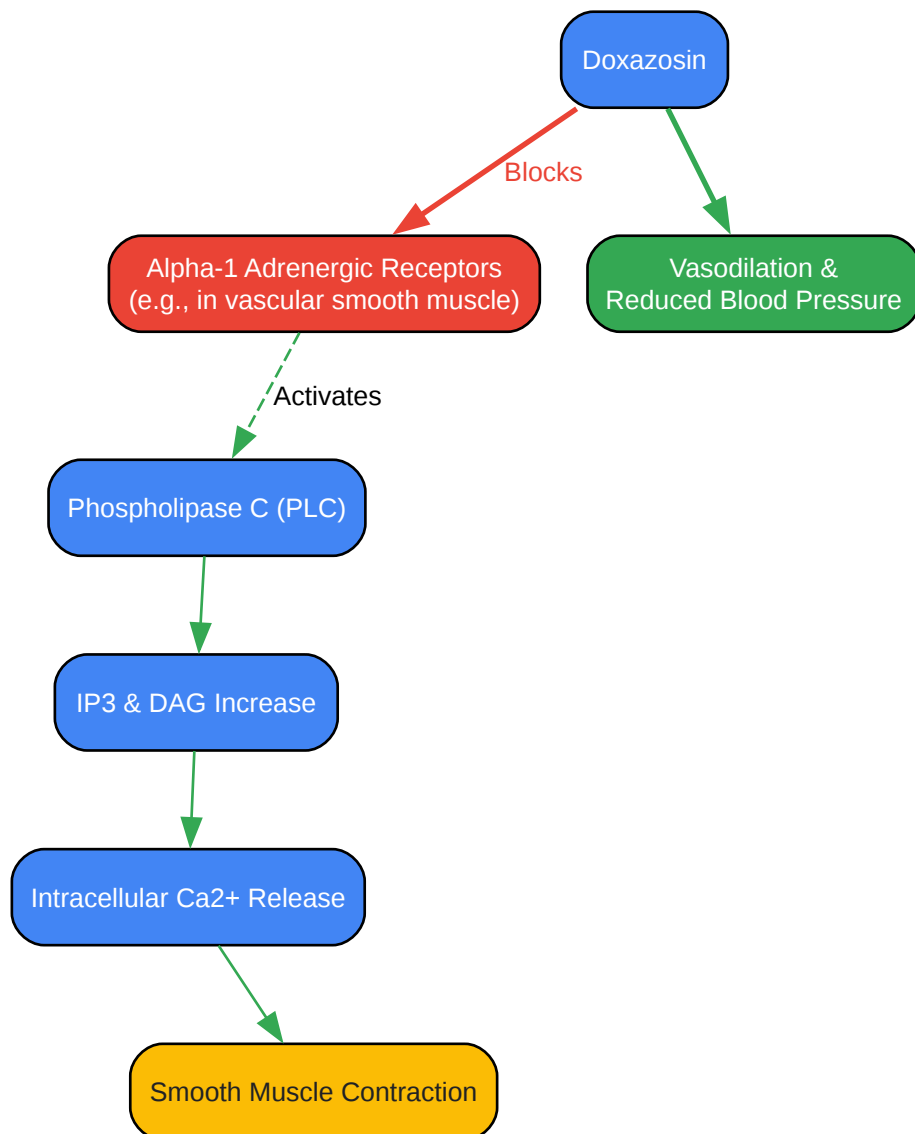 Doxazosin
Blocks
Alpha-1 Adrenergic Receptors
(e.g., in vascular smooth muscle)
Vasodilation &
Reduced Blood Pressure
Activates
Phospholipase C (PLC)
IP3 & DAG Increase
Intracellular Ca2+ Release
Smooth Muscle Contraction